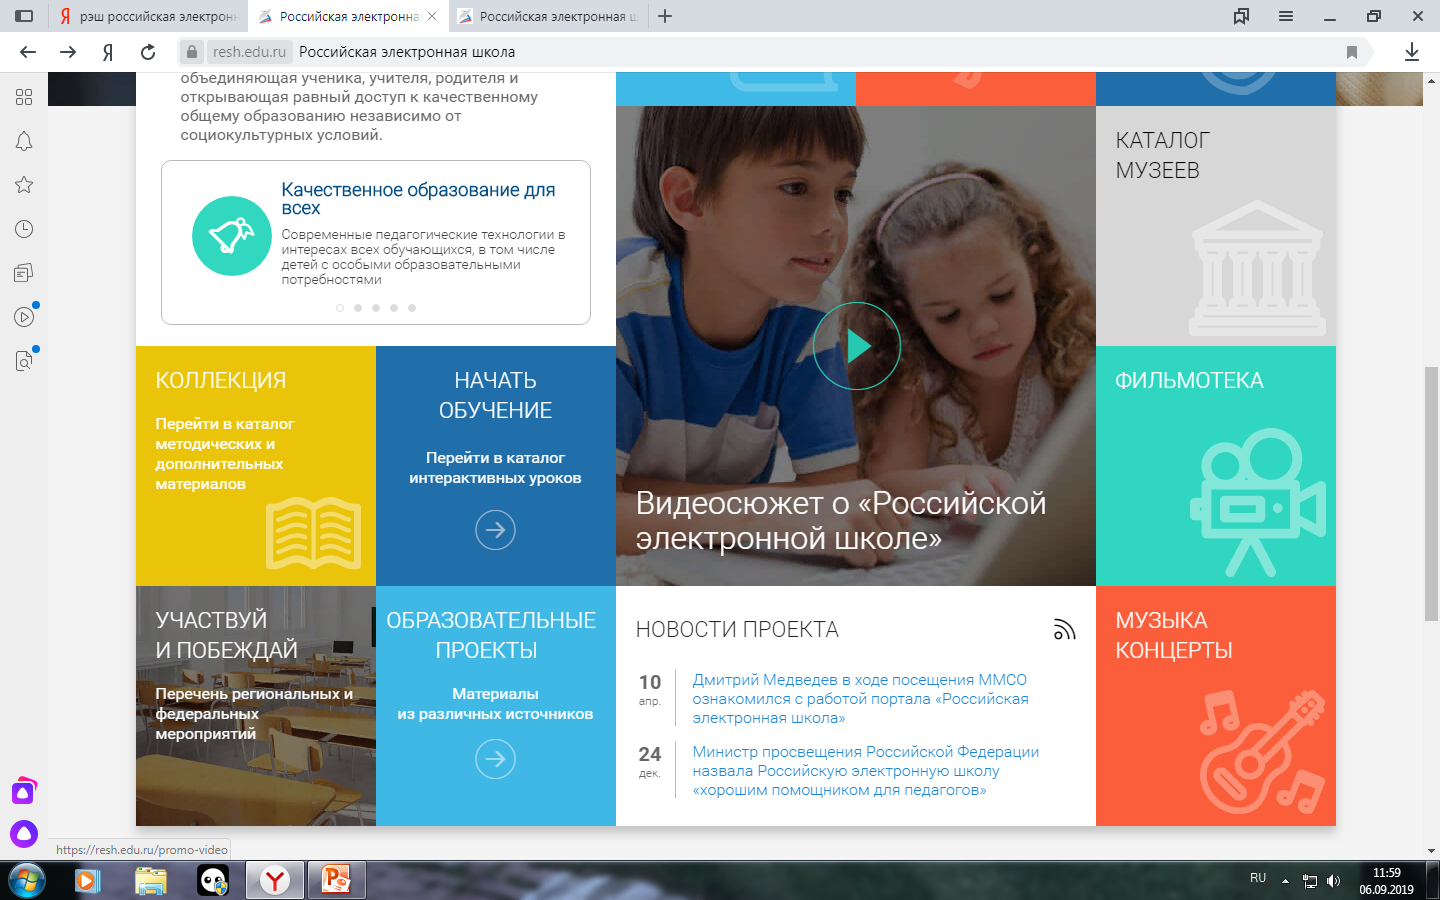 рэш российская электронн
Российская электронна
Российская электронная ш
resh.edu.ru Российская электронная школа
объединяющая ученика, учителя, родителя и
открывающая равный доступ к качественному
общему образованию независимо от
социокультурных условий.
Качественное образование для
всех
Современные педагогические технологии в
интересах всех обучающихся, в том числе
детей с особыми образовательными
потребностями
КОЛЛЕКЦИЯ
Перейти в каталог
методических и
дополнительных
материалов
НАЧАТЬ
ОБУЧЕНИЕ
Перейти в каталог
интерактивных уроков
Видеосюжет о «Российской
электронной школе»
КАТАЛОГ
МУЗЕЕВ
ФИЛЬМОТЕКА
УЧАСТВУЙ
И ПОБЕЖДАЙ
Перечень региональных и
федеральных
мероприятий
ОБРАЗОВАТЕЛЬНЫЕ
ПРОЕКТЫ
Материалы
из различных источников
НОВОСТИ ПРОЕКТА
10
апр.
Дмитрий Медведев в ходе посещения ММСО
ознакомился с работой портала «Российская
электронная школа»
24
дек.
Министр просвещения Российской Федерации
назвала Российскую электронную школу
«хорошим помощником для педагогов»
МУЗЫКА
КОНЦЕРТЫ
https://resh.edu.ru/promo-video
RU
11:59
06.09.2019